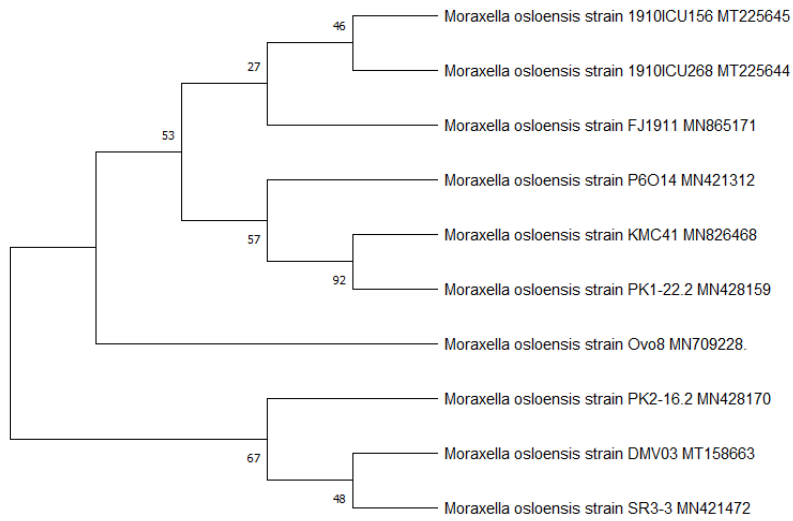 Moraxella osloensis strain 1910ICU156 MT225645
46
Moraxella osloensis strain 1910ICU268 MT225644
27
Moraxella osloensis strain FJ1911 MN865171
53
Moraxella osloensis strain P6O14 MN421312
57
Moraxella osloensis strain KMC41 MN826468
92
Moraxella osloensis strain PK1-22.2 MN428159
Moraxella osloensis strain Ovo8 MN709228.
Moraxella osloensis strain PK2-16.2 MN428170
67
Moraxella osloensis strain DMV03 MT158663
48
Moraxella osloensis strain SR3-3 MN421472